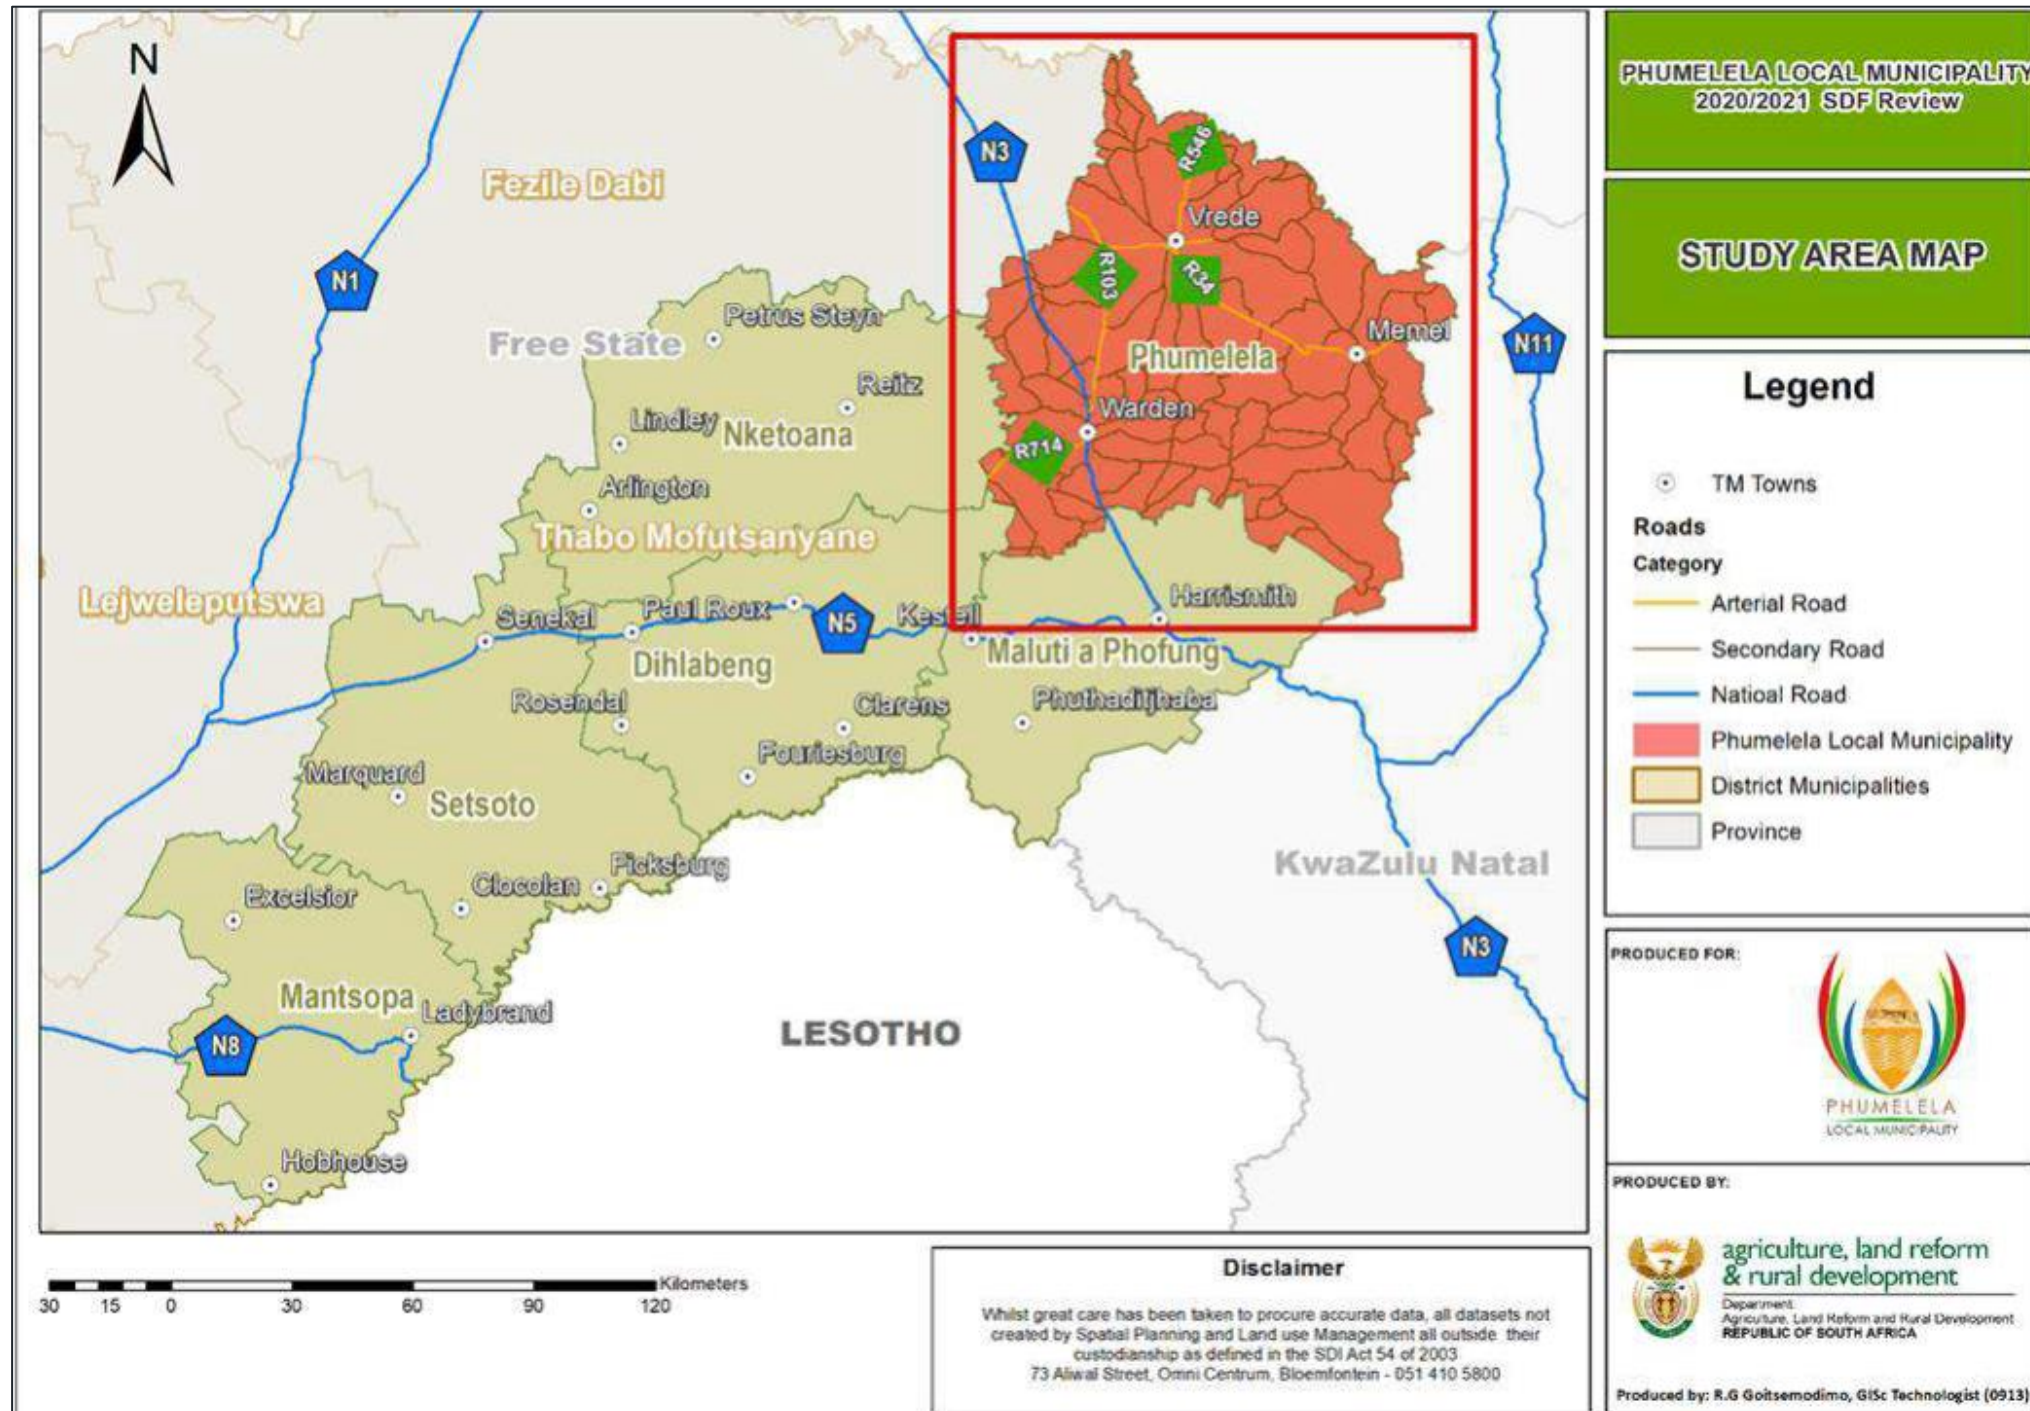 N
Fezile Dabi
N3
R546
Vrede
N1
R103
R34
Petrus Steyn
Free State
Memel
N11
Phumelela
Reitz
Warden
Lindley
Nketoana
R714
Arlington
Thabo Mofutsanyane
Lejweleputswa
Senekal
Paul Roux
N5
Kestell
Harrismith
Dihlabeng
Maluti a Phofung
Rosendal
Clarens
Phuthaditjhaba
Fouriesburg
Marquard
Setsoto
KwaZulu Natal
Clocolan
Ficksburg
Excelsior
N3
Mantsopa
Ladybrand
LESOTHO
N8
Hobhouse
Kilometers
30 15 0 30 60 90 120
Disclaimer
Whilst great care has been taken to procure accurate data, all datasets not
created by Spatial Planning and Land use Management all outside their
custodianship as defined in the SDI Act 54 of 2003
73 Aliwal Street, Omni Centrum, Bloemfontein - 051 410 5800
PHUMELELA LOCAL MUNICIPALITY
2020/2021 SDF Review
STUDY AREA MAP
Legend
TM Towns
Roads
Category
Arterial Road
Secondary Road
Natioal Road
Phumelela Local Municipality
District Municipalities
Province
PRODUCED FOR:
PHUMELELA
LOCAL MUNICIPALITY
PRODUCED BY:
agriculture, land reform
& rural development
Department:
Agriculture, Land Reform and Rural Development
REPUBLIC OF SOUTH AFRICA
Produced by: R.G Goitsemodimo, GISc Technologist (0913)